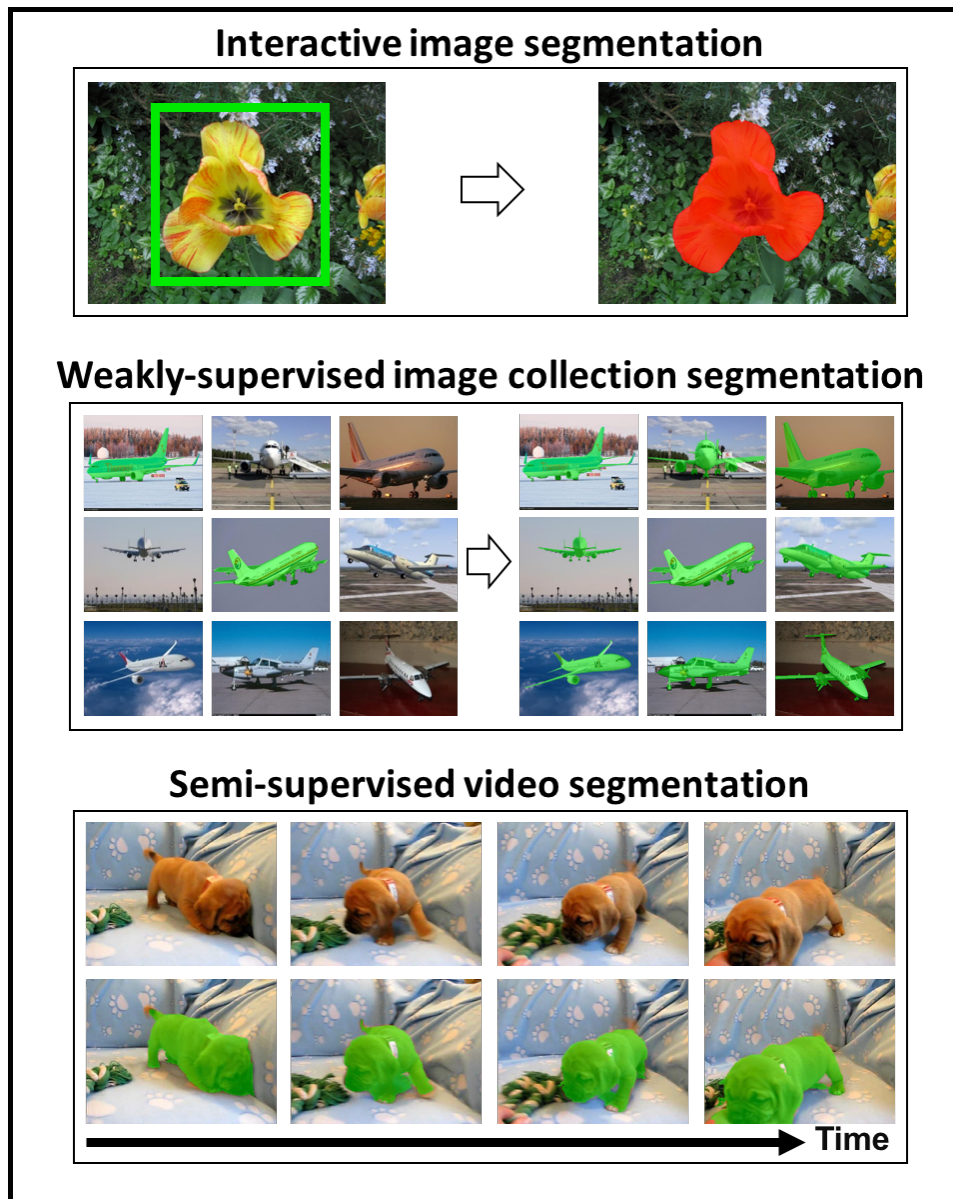 Interactive image segmentation
Weakly-supervised image collection segmentation
Semi-supervised video segmentation
Time